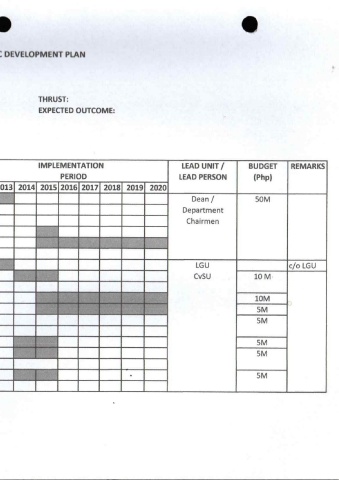 C DEVELOPMENT PLAN
THRUST:
EXPECTED OUTCOME:
IMPLEMENTATION
PERIOD
LEAD UNIT /
LEAD PERSON
BUDGET
(Php)
REMARKS
013 2014 2015 2016 2017 2018 2019 2020
Dean /
Department
Chairmen
50M
LGU
c/o LGU
CvSU
10 M
10M
5M
5M
5M
5M
5M